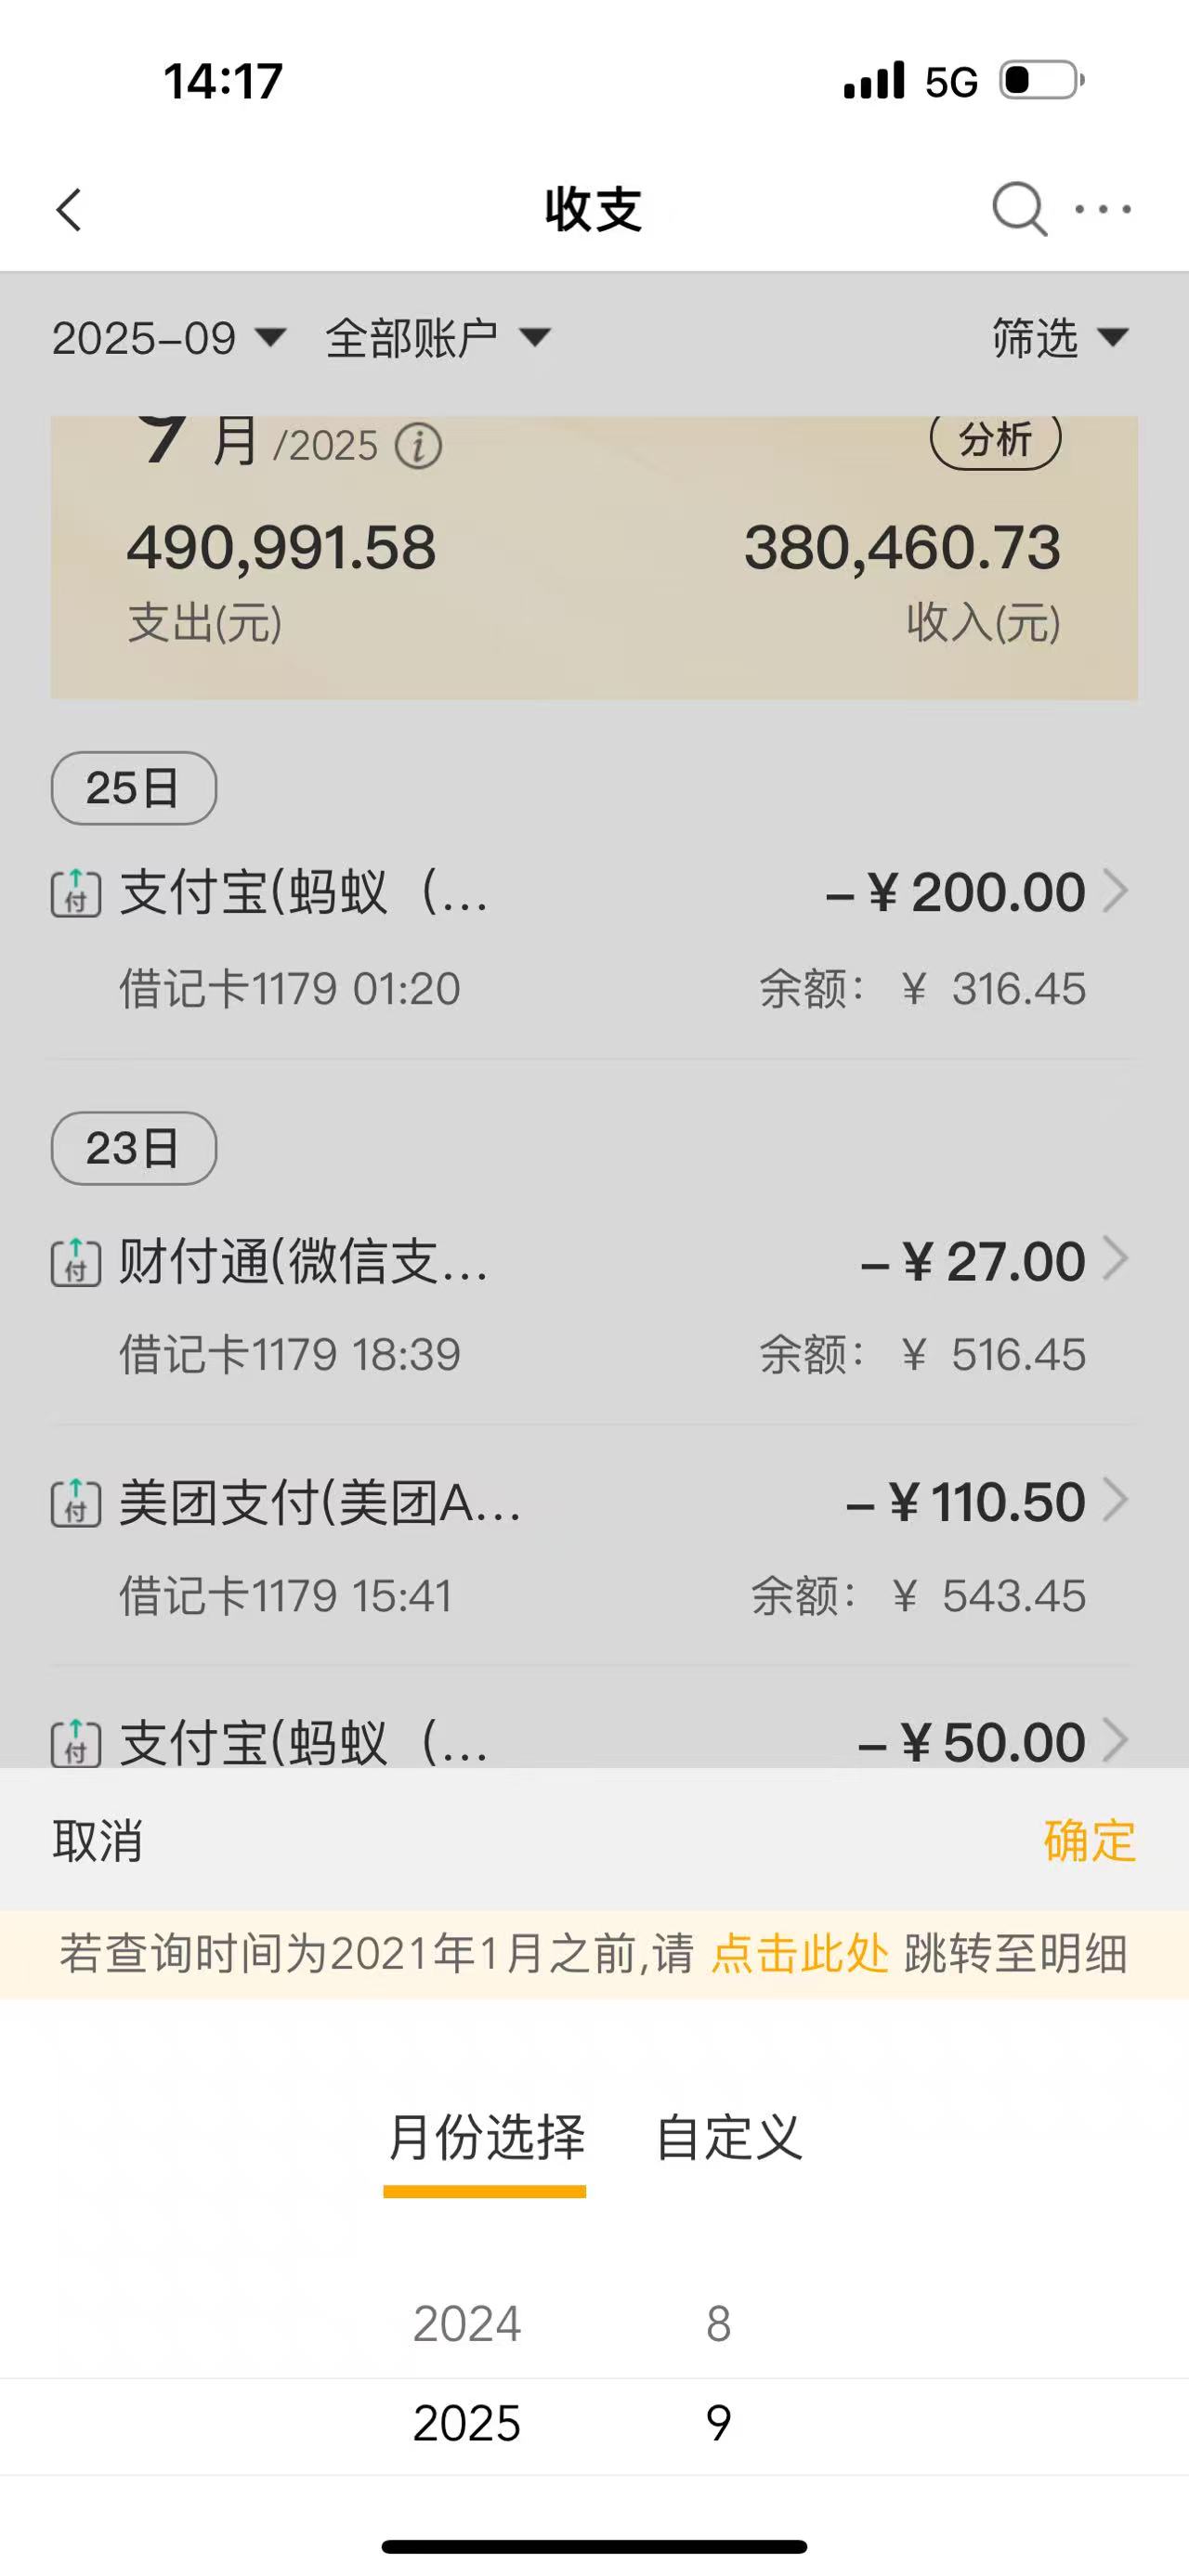 14:17 5G
收支
2025-09 全部账户 筛选
9月/2025 分析
490,991.58 380,460.73
支出(元) 收入(元)
25日
付 支付宝(蚂蚁（... -¥200.00
借记卡1179 01:20 余额： ¥ 316.45
23日
付 财付通(微信支... -¥27.00
借记卡1179 18:39 余额： ¥ 516.45
付 美团支付(美团A... -¥110.50
借记卡1179 15:41 余额： ¥ 543.45
付 支付宝(蚂蚁（... -¥50.00
取消 确定
若查询时间为2021年1月之前,请 点击此处 跳转至明细
月份选择 自定义
2024 8
2025 9